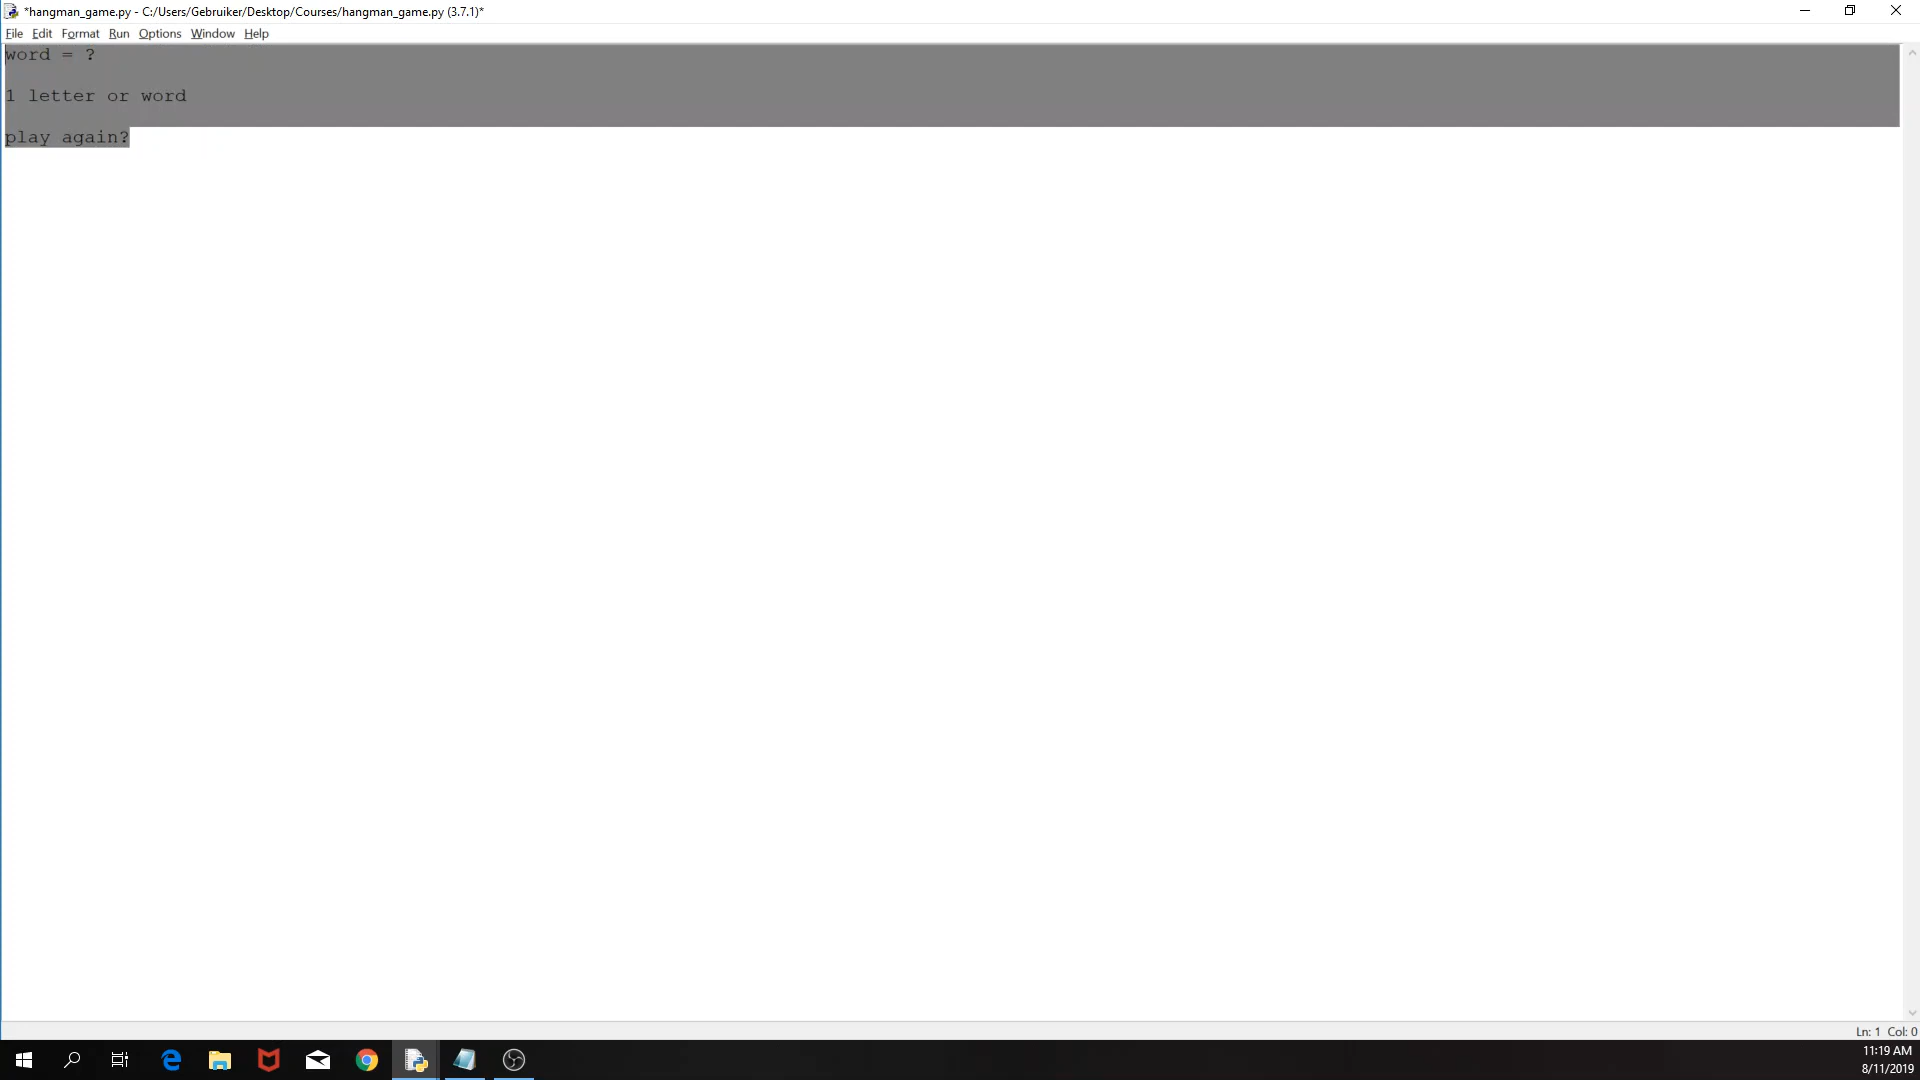 *hangman_game.py - C:/Users/Gebruiker/Desktop/Courses/hangman_game.py (3.7.1)*
File Edit Format Run Options Window Help
word = ?
1 letter or word
play again?
Ln: 1 Col: 0
11:19 AM
8/11/2019